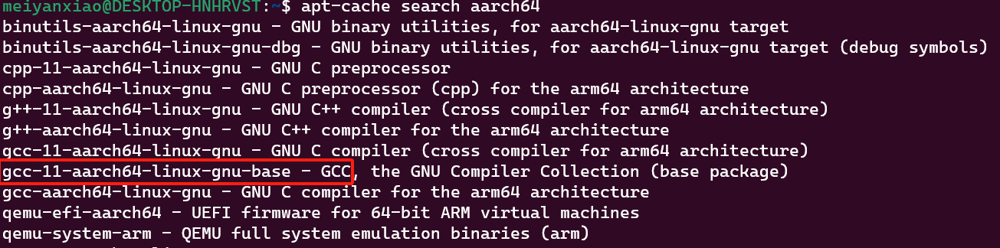 meiyanxiao@DESKTOP-HNHRVST:~$ apt-cache search aarch64
binutils-aarch64-linux-gnu - GNU binary utilities, for aarch64-linux-gnu target
binutils-aarch64-linux-gnu-dbg - GNU binary utilities, for aarch64-linux-gnu target (debug symbols)
cpp-11-aarch64-linux-gnu - GNU C preprocessor
cpp-aarch64-linux-gnu - GNU C preprocessor (cpp) for the arm64 architecture
g++-11-aarch64-linux-gnu - GNU C++ compiler (cross compiler for arm64 architecture)
g++-aarch64-linux-gnu - GNU C++ compiler for the arm64 architecture
gcc-11-aarch64-linux-gnu - GNU C compiler (cross compiler for arm64 architecture)
gcc-11-aarch64-linux-gnu-base - GCC, the GNU Compiler Collection (base package)
gcc-aarch64-linux-gnu - GNU C compiler for the arm64 architecture
qemu-efi-aarch64 - UEFI firmware for 64-bit ARM virtual machines
qemu-system-arm - QEMU full system emulation binaries (arm)